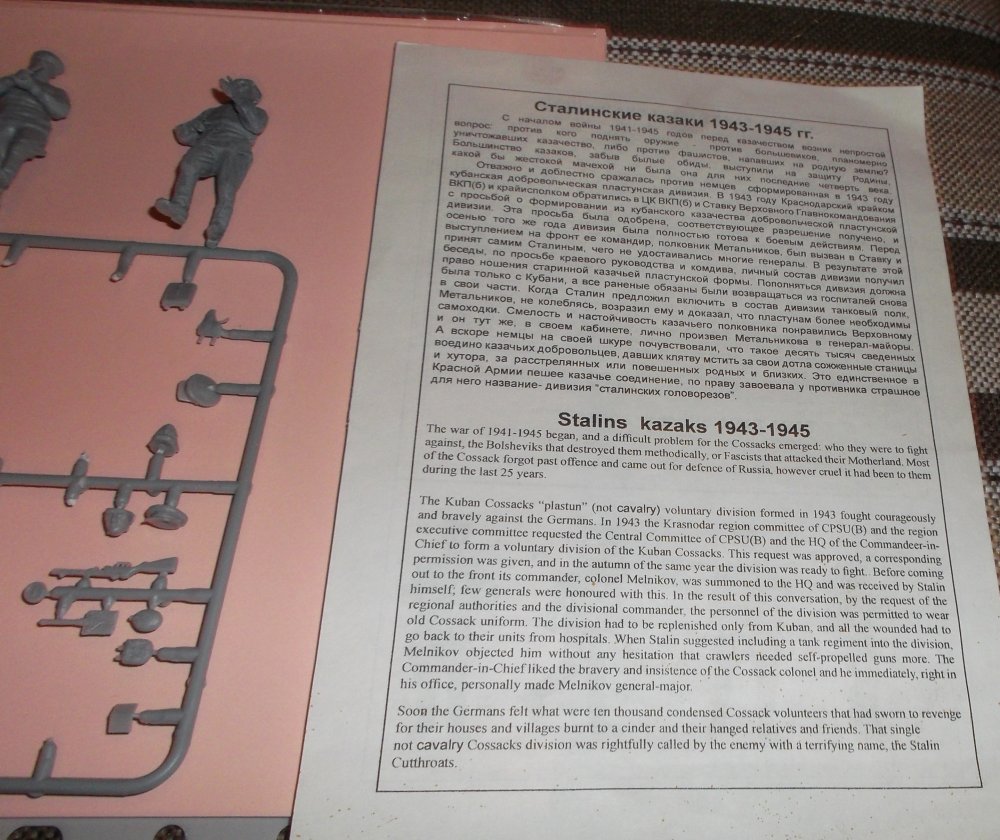 Сталинские казаки 1943-1945 гг.
С началом войны 1941-1945 годов перед казачеством возник непростой
вопрос: против кого поднять оружие - против большевиков, планомерно
уничтожавших казачество, либо против фашистов, напавших на родную землю?
Большинство казаков, забыв былые обиды, выступили на защиту Родины,
какой бы жестокой мачехой ни была она для них последние четверть века.
Отважно и доблестно сражалась против немцев сформированная в 1943 году
кубанская добровольческая пластунская дивизия. В 1943 году Краснодарский крайком
ВКП(б) и крайисполком обратились в ЦК ВКП(б) и Ставку Верховного Главнокомандования
с просьбой о формировании из кубанского казачества добровольческой пластунской
дивизии. Эта просьба была одобрена, соответствующее разрешение получено, и
осенью того же года дивизия была полностью готова к боевым действиям. Перед
выступлением на фронт ее командир, полковник Метальников, был вызван в Ставку и
принят самим Сталиным, чего не удостаивались многие генералы. В результате этой
беседы, по просьбе краевого руководства и комдива, личный состав дивизии получил
право ношения старинной казачьей пластунской формы. Пополняться дивизия должна
была только с Кубани, а все раненые обязаны были возвращаться из госпиталей снова
в свои части. Когда Сталин предложил включить в состав дивизии танковый полк,
Метальников, не колеблясь, возразил ему и доказал, что пластунам более необходимы
самоходки. Смелость и настойчивость казачьего полковника понравились Верховному
и он тут же, в своем кабинете, лично произвел Метальникова в генерал-майоры.
А вскоре немцы на своей шкуре почувствовали, что такое десять тысяч сведенных
воедино казачьих добровольцев, давших клятву мстить за свои дотла сожженные станицы
и хутора, за расстрелянных или повешенных родных и близких. Это единственное в
Красной Армии пешее казачье соединение, по праву завоевала у противника страшное
для него название- дивизия "сталинских головорезов".
Stalins kazaks 1943-1945
The war of 1941-1945 began, and a difficult problem for the Cossacks emerged: who they were to fight
against, the Bolsheviks that destroyed them methodically, or Fascists that attacked their Motherland. Most
of the Cossack forgot past offence and came out for defence of Russia, however cruel it had been to them
during the last 25 years.
The Kuban Cossacks “plastun” (not cavalry) voluntary division formed in 1943 fought courageously
and bravely against the Germans. In 1943 the Krasnodar region committee of CPSU(B) and the region
executive committee requested the Central Committee of CPSU(B) and the HQ of the Commandeer-in-
Chief to form a voluntary division of the Kuban Cossacks. This request was approved, a corresponding
permission was given, and in the autumn of the same year the division was ready to fight. Before coming
out to the front its commander, colonel Melnikov, was summoned to the HQ and was received by Stalin
himself; few generals were honoured with this. In the result of this conversation, by the request of the
regional authorities and the divisional commander, the personnel of the division was permitted to wear
old Cossack uniform. The division had to be replenished only from Kuban, and all the wounded had to
go back to their units from hospitals. When Stalin suggested including a tank regiment into the division,
Melnikov objected him without any hesitation that crawlers needed self-propelled guns more. The
Commander-in-Chief liked the bravery and insistence of the Cossack colonel and he immediately, right in
his office, personally made Melnikov general-major.
Soon the Germans felt what were ten thousand condensed Cossack volunteers that had sworn to revenge
for their houses and villages burnt to a cinder and their hanged relatives and friends. That single
not cavalry Cossacks division was rightfully called by the enemy with a terrifying name, the Stalin
Cutthroats.